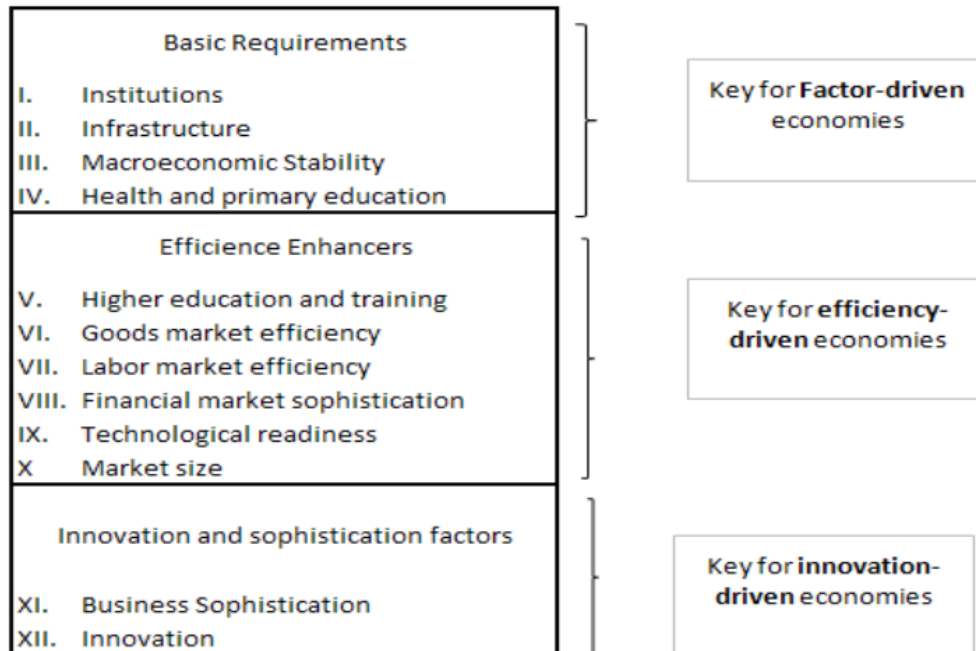 Basic Requirements
I. Institutions
II. Infrastructure
III. Macroeconomic Stability
IV. Health and primary education
Key for Factor-driven
economies
Efficience Enhancers
V. Higher education and training
VI. Goods market efficiency
VII. Labor market efficiency
VIII. Financial market sophistication
IX. Technological readiness
X Market size
Key for efficiency-
driven economies
Innovation and sophistication factors
XI. Business Sophistication
XII. Innovation
Key for innovation-
driven economies